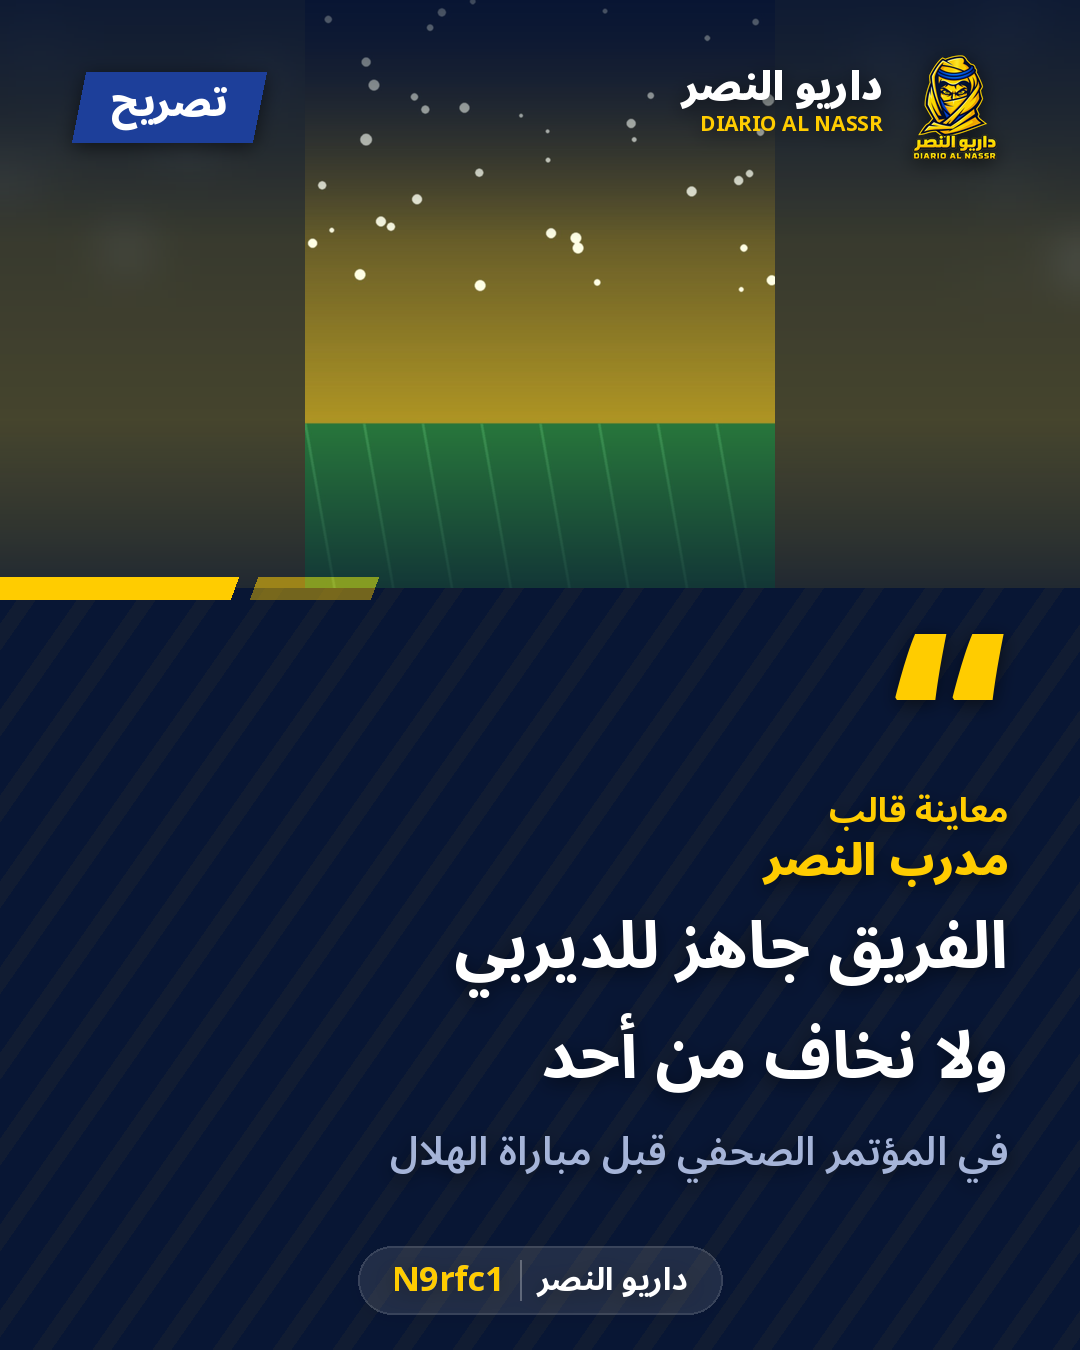 داريو النصر
DIARIO AL NASSR
داريو النصر
DIARIO AL NASSR
تصريح
"
معاينة قالب
مدرب النصر
الفريق جاهز للديربي
ولا نخاف من أحد
في المؤتمر الصحفي قبل مباراة الهلال
داريو النصر | N9rfc1